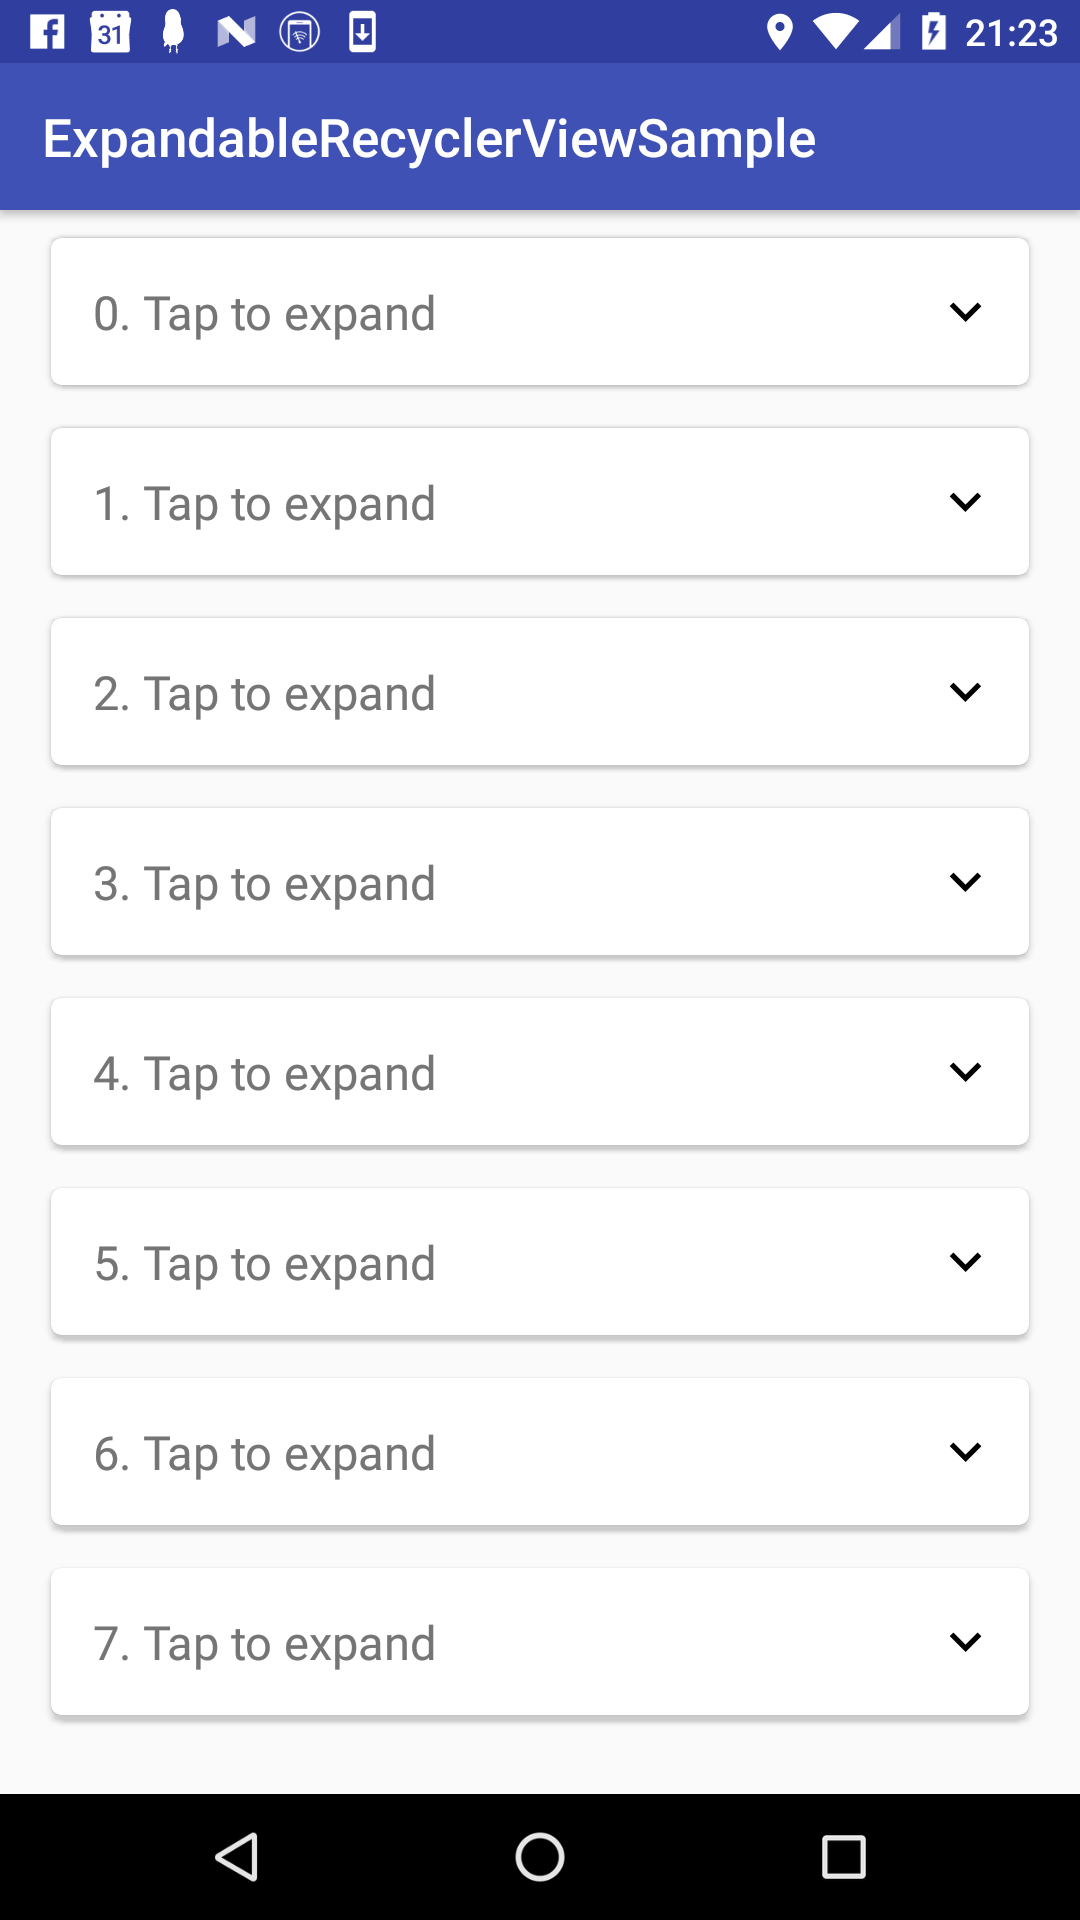 31 21:23
ExpandableRecyclerViewSample
0. Tap to expand
1. Tap to expand
2. Tap to expand
3. Tap to expand
4. Tap to expand
5. Tap to expand
6. Tap to expand
7. Tap to expand